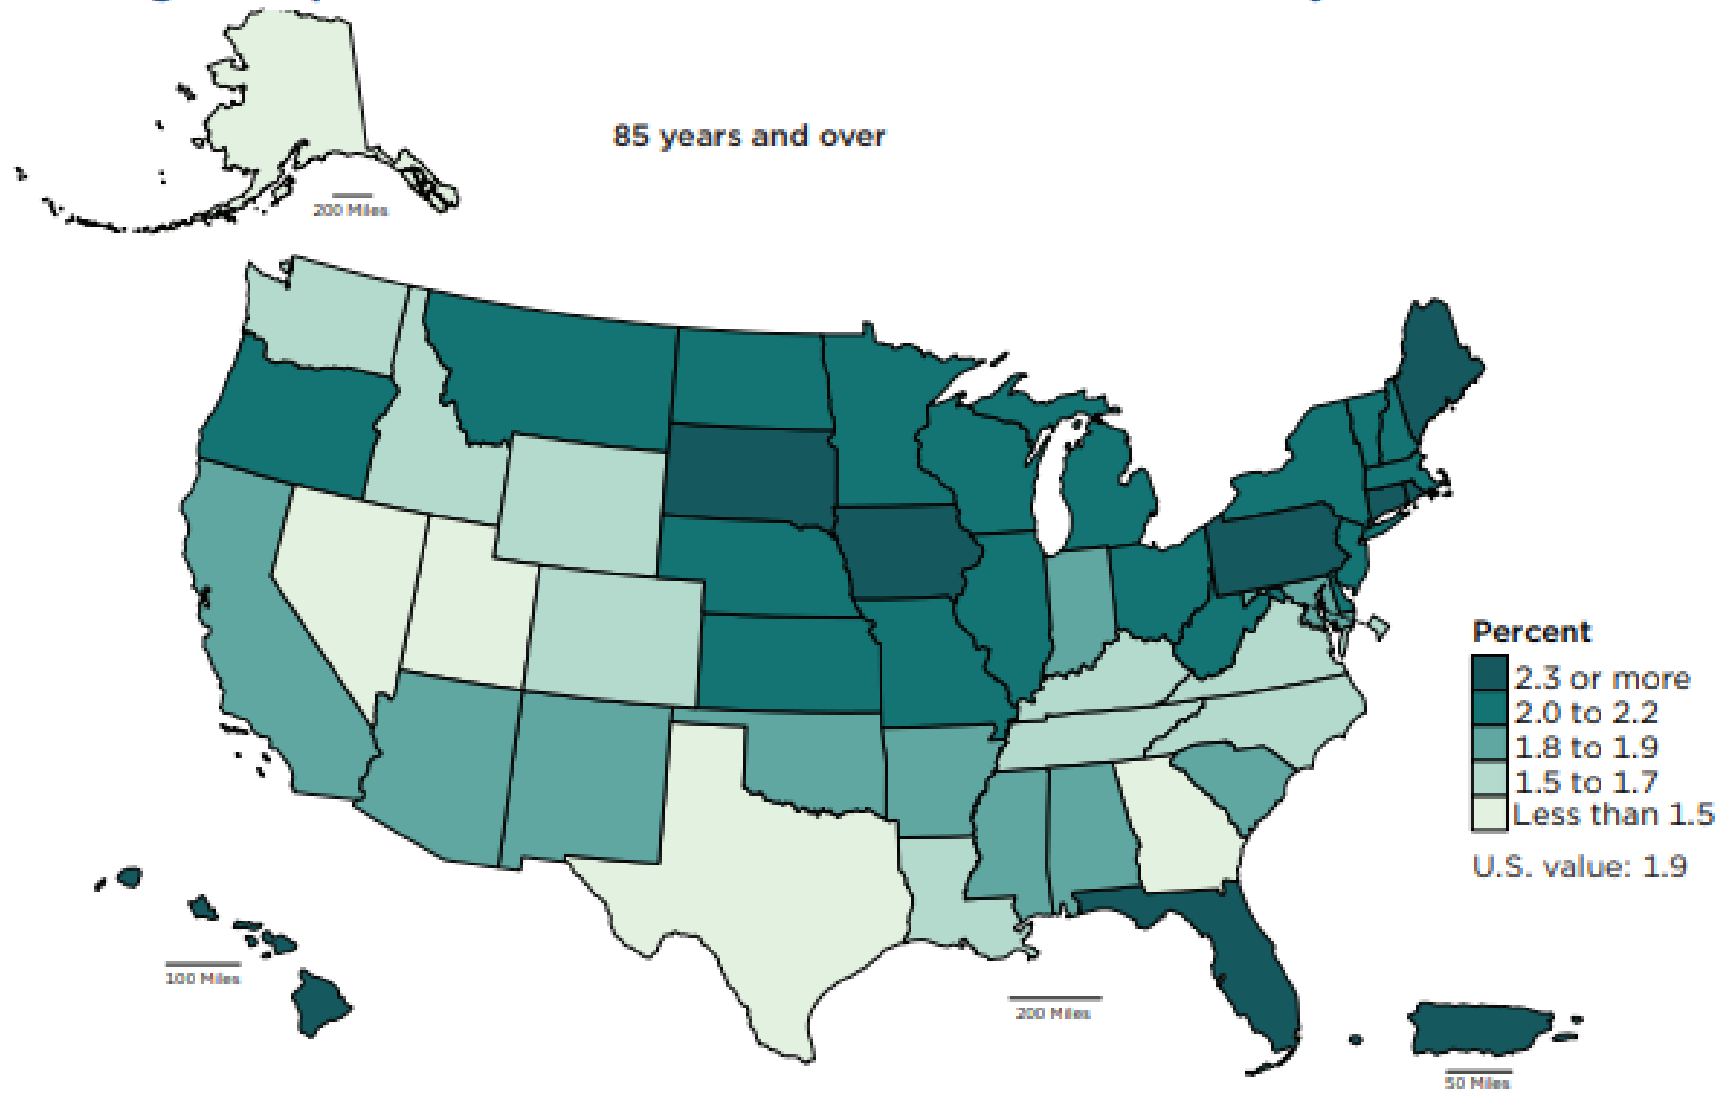 85 years and over
200 Miles
Percent
2.3 or more
2.0 to 2.2
1.8 to 1.9
1.5 to 1.7
Less than 1.5
U.S. value: 1.9
100 Miles
200 Miles
50 Miles